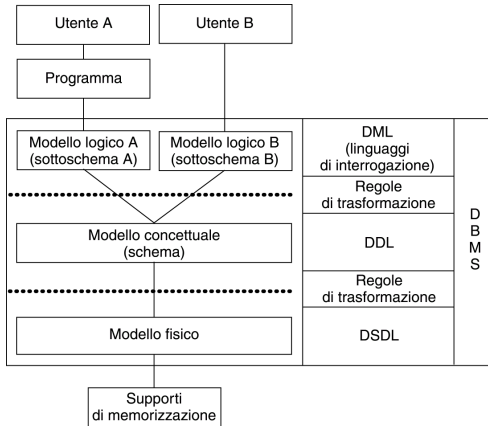 Utente A
Utente B
Programma
Modello logico A
(sottoschema A)
Modello logico B
(sottoschema B)
DML
(linguaggi
di interrogazione)
Regole
di trasformazione
Modello concettuale
(schema)
DDL
Regole
di trasformazione
Modello fisico
DSDL
D
B
M
S
Supporti
di memorizzazione